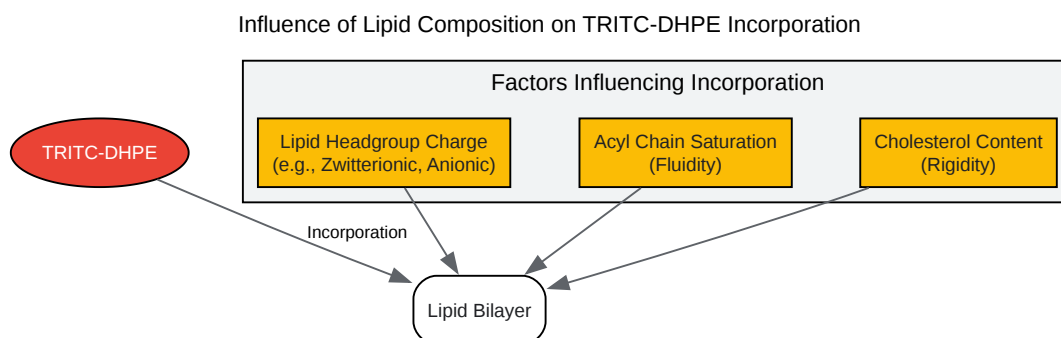 Influence of Lipid Composition on TRITC-DHPE Incorporation
Factors Influencing Incorporation
TRITC-DHPE
Lipid Headgroup Charge
(e.g., Zwitterionic, Anionic)
Acyl Chain Saturation
(Fluidity)
Cholesterol Content
(Rigidity)
Incorporation
Lipid Bilayer